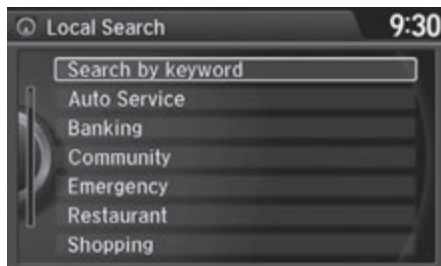 Local Search
9:30
Search by keyword
Auto Service
Banking
Community
Emergency
Restaurant
Shopping